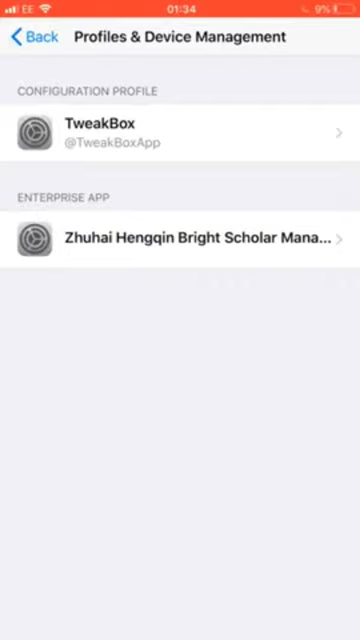 EE 01:34 9%
Back Profiles & Device Management
CONFIGURATION PROFILE
TweakBox
@TweakBoxApp
ENTERPRISE APP
Zhuhai Hengqin Bright Scholar Mana...